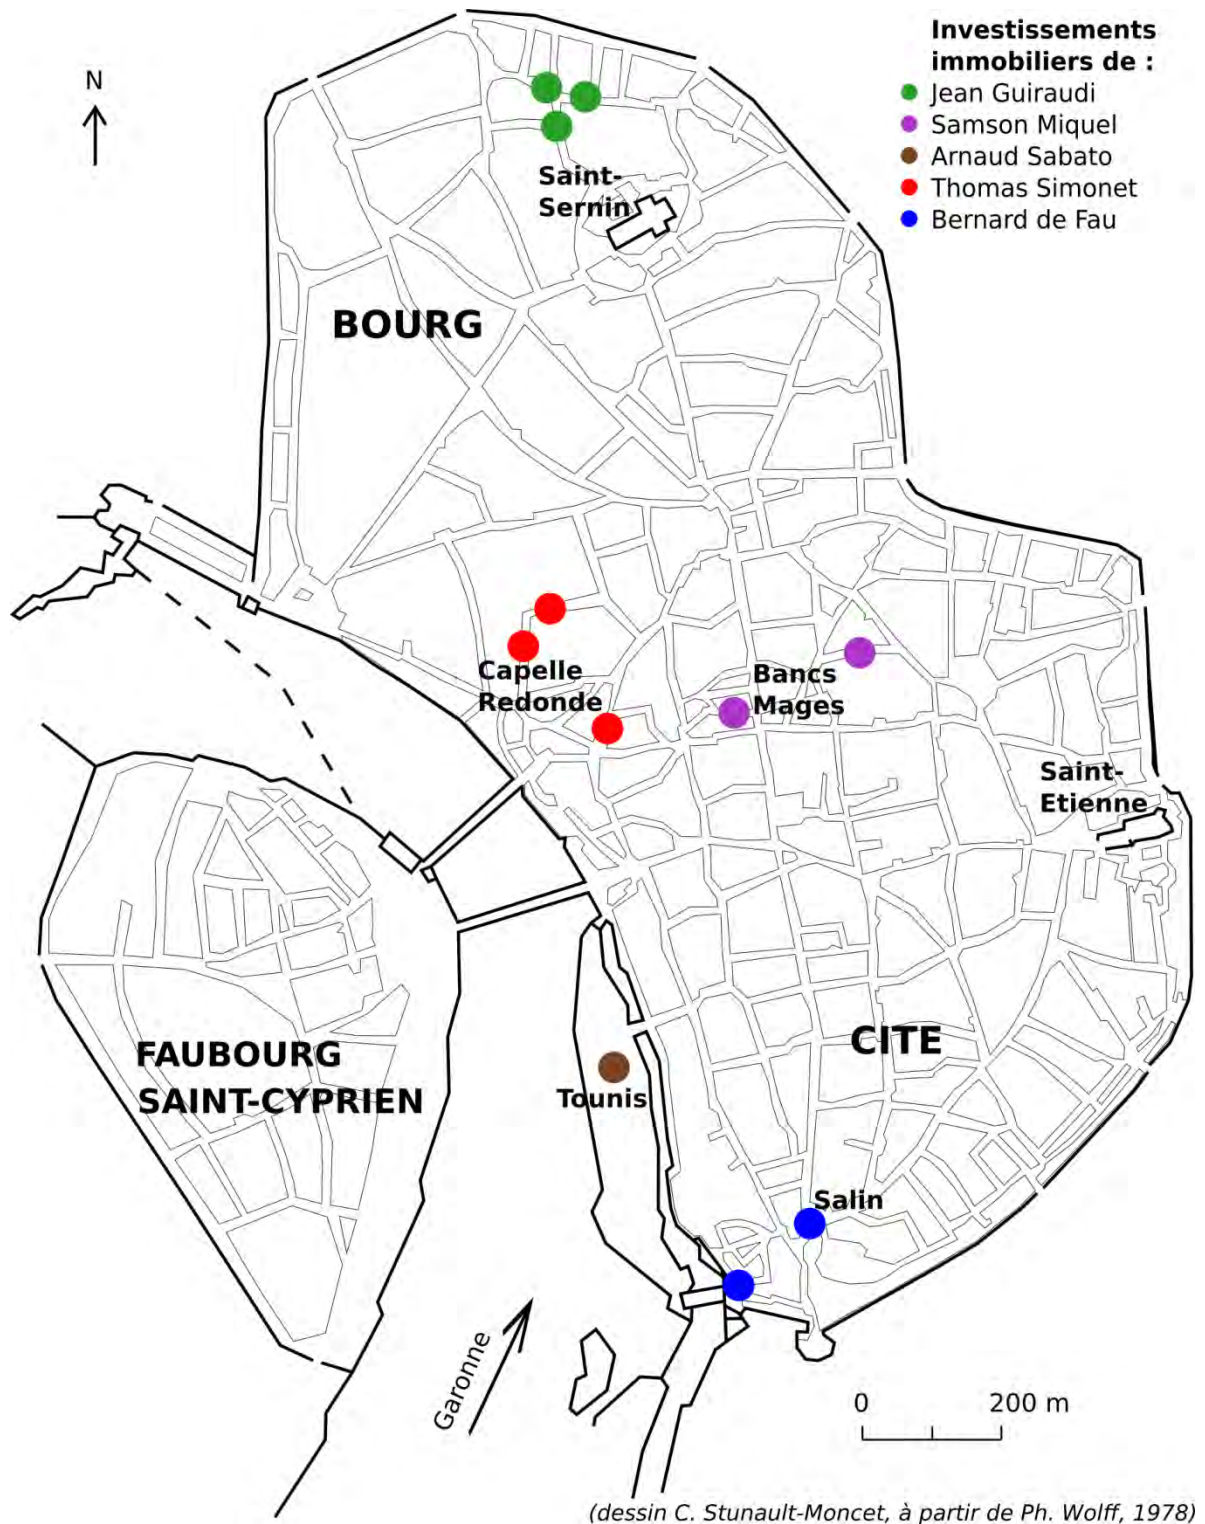 Investissements
immobiliers de :
Jean Guiraudi
Samson Miquel
Arnaud Sabato
Thomas Simonet
Bernard de Fau
N
Saint-
Sernin
BOURG
Capelle
Redonde
Bancs
Mages
Saint-
Etienne
CITE
FAUBOURG
SAINT-CYPRIEN
Tounis
Salin
Garonne
0 200 m
(dessin C. Stunault-Moncet, à partir de Ph. Wolff, 1978)